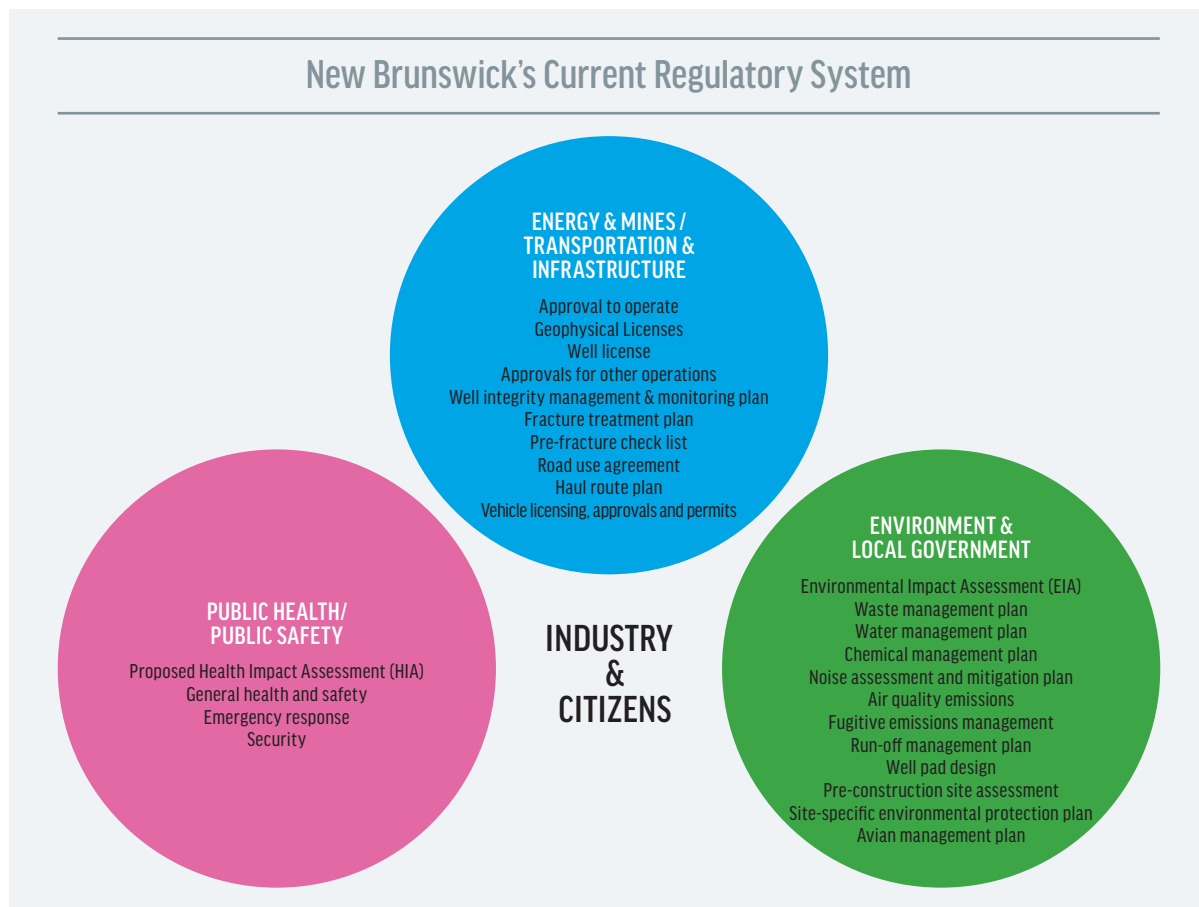 New Brunswick's Current Regulatory System
ENERGY & MINES /
TRANSPORTATION &
INFRASTRUCTURE
Approval to operate
Geophysical Licenses
Well license
Approvals for other operations
Well integrity management & monitoring plan
Fracture treatment plan
Pre-fracture check list
Road use agreement
Haul route plan
Vehicle licensing, approvals and permits
PUBLIC HEALTH/
PUBLIC SAFETY
Proposed Health Impact Assessment (HIA)
General health and safety
Emergency response
Security
INDUSTRY
&
CITIZENS
ENVIRONMENT &
LOCAL GOVERNMENT
Environmental Impact Assessment (EIA)
Waste management plan
Water management plan
Chemical management plan
Noise assessment and mitigation plan
Air quality emissions
Fugitive emissions management
Run-off management plan
Well pad design
Pre-construction site assessment
Site-specific environmental protection plan
Avian management plan